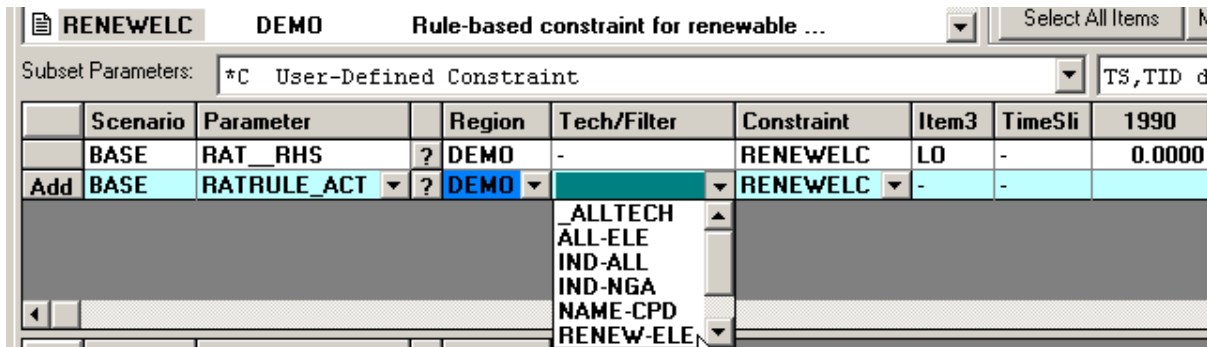 RENEWELC DEMO Rule-based constraint for renewable ... Select All Items
Subset Parameters: *C User-Defined Constraint TS,TID d
Scenario Parameter Region Tech/Filter Constraint Item3 TimeSli 1990
BASE RAT__RHS ? DEMO - RENEWELC LO - 0.0000
Add BASE RATRULE_ACT ? DEMO RENEWELC - -
_ALLTECH
ALL-ELE
IND-ALL
IND-NGA
NAME-CPD
RENEW-ELE